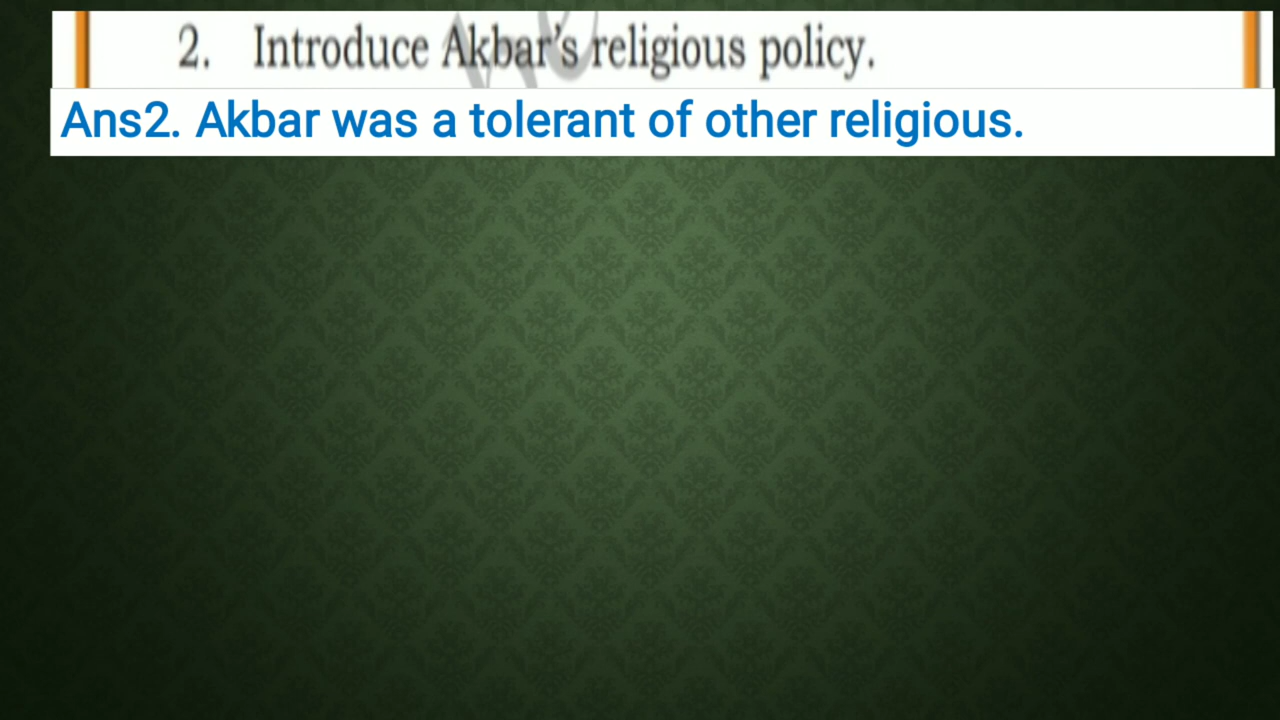 2. Introduce Akbar's religious policy.
Ans2. Akbar was a tolerant of other religious.